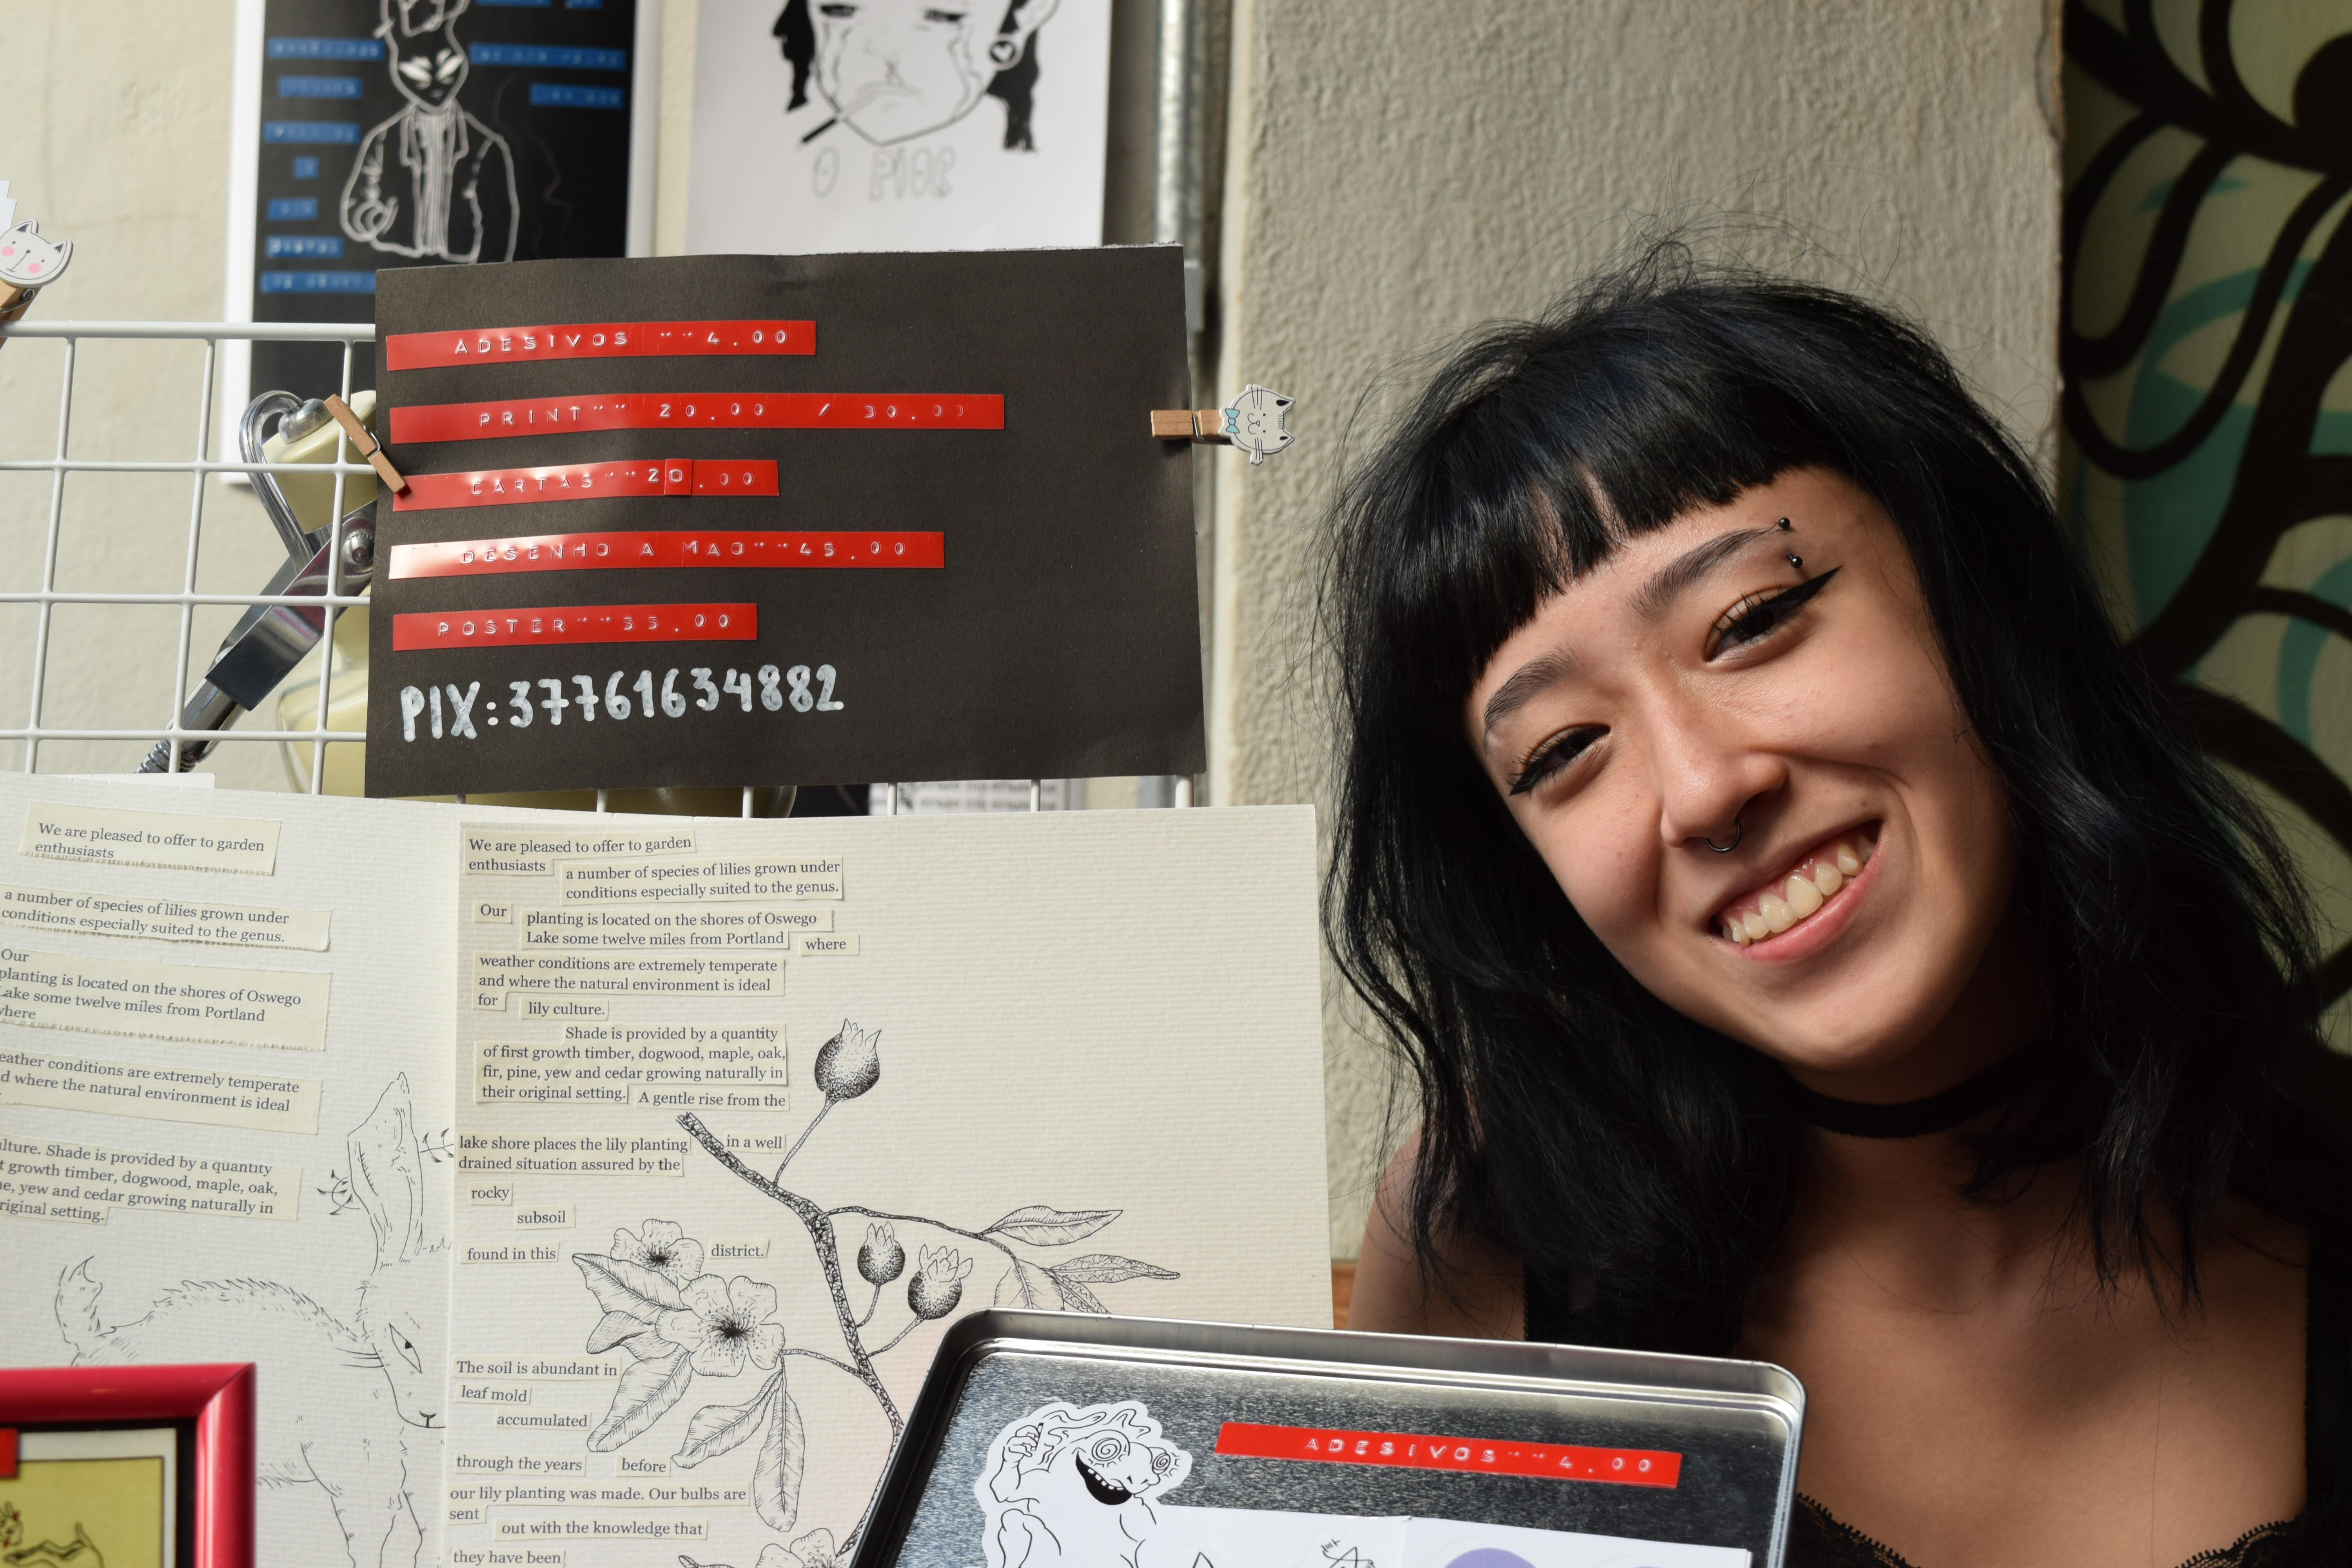 O PIOR
ADESIVOS""4.00
PRINT"" 20.00 / 30.00
CARTAS""20.00
DESENHO A MAO""45.00
POSTER""55.00
PIX:37761634882
We are pleased to offer to garden
enthusiasts
a number of species of lilies grown under
conditions especially suited to the genus.
Our
planting is located on the shores of Oswego
Lake some twelve miles from Portland
where
weather conditions are extremely temperate
and where the natural environment is ideal
Shade is provided by a quantity
growth timber, dogwood, maple, oak,
yew and cedar growing naturally in
setting.
We are pleased to offer to garden
enthusiasts
a number of species of lilies grown under
conditions especially suited to the genus.
Our
planting is located on the shores of Oswego
Lake some twelve miles from Portland
where
weather conditions are extremely temperate
and where the natural environment is ideal
for
lily culture.
Shade is provided by a quantity
of first growth timber, dogwood, maple, oak,
fir, pine, yew and cedar growing naturally in
their original setting.
A gentle rise from the
lake shore places the lily planting
in a well
drained situation assured by the
rocky
subsoil
found in this
district.
The soil is abundant in
leaf mold
accumulated
through the years
before
our lily planting was made. Our bulbs are
sent
out with the knowledge that
they have been
ADESIVOS""4.00